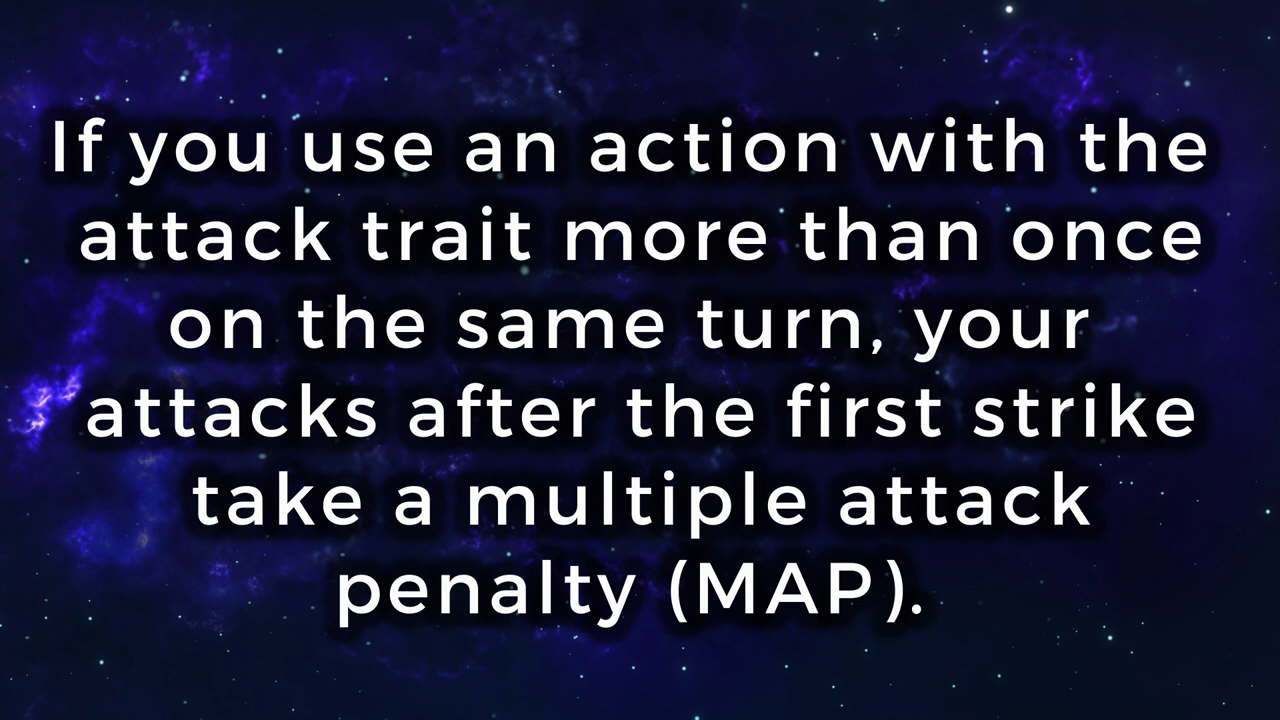 If you use an action with the
attack trait more than once
on the same turn, your
attacks after the first strike
take a multiple attack
penalty (MAP).